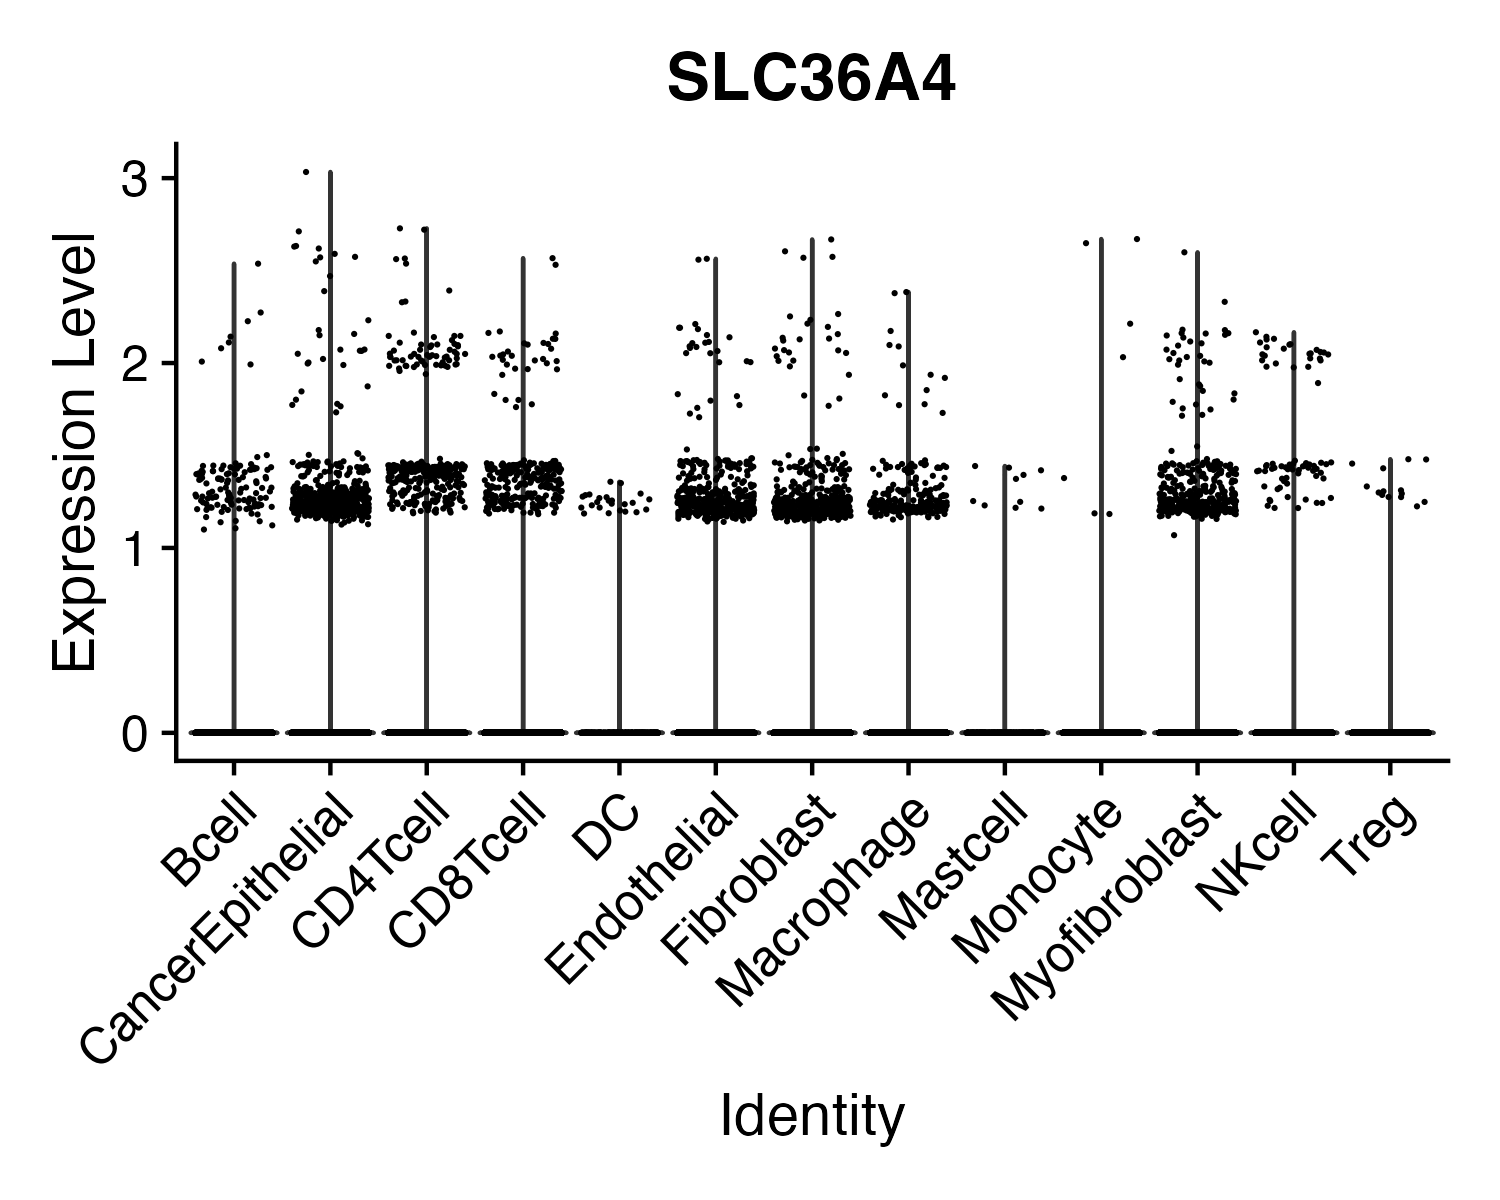 SLC36A4
Expression Level
3
2
1
0
Bcell
CancerEpithelial
CD4Tcell
CD8Tcell
DC
Endothelial
Fibroblast
Macrophage
Mastcell
Monocyte
Myofibroblast
NKcell
Treg
Identity